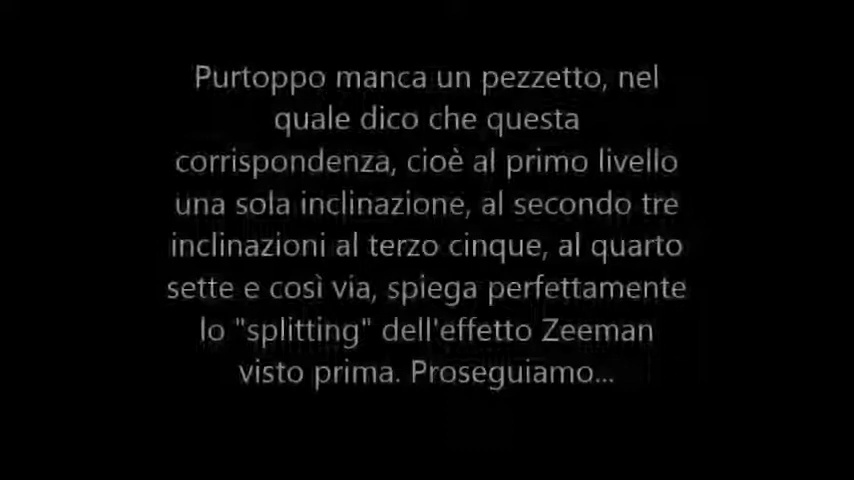 Purtoppo manca un pezzetto, nel
quale dico che questa
corrispondenza, cioè al primo livello
una sola inclinazione, al secondo tre
inclinazioni al terzo cinque, al quarto
sette e così via, spiega perfettamente
lo "splitting" dell'effetto Zeeman
visto prima. Proseguiamo...